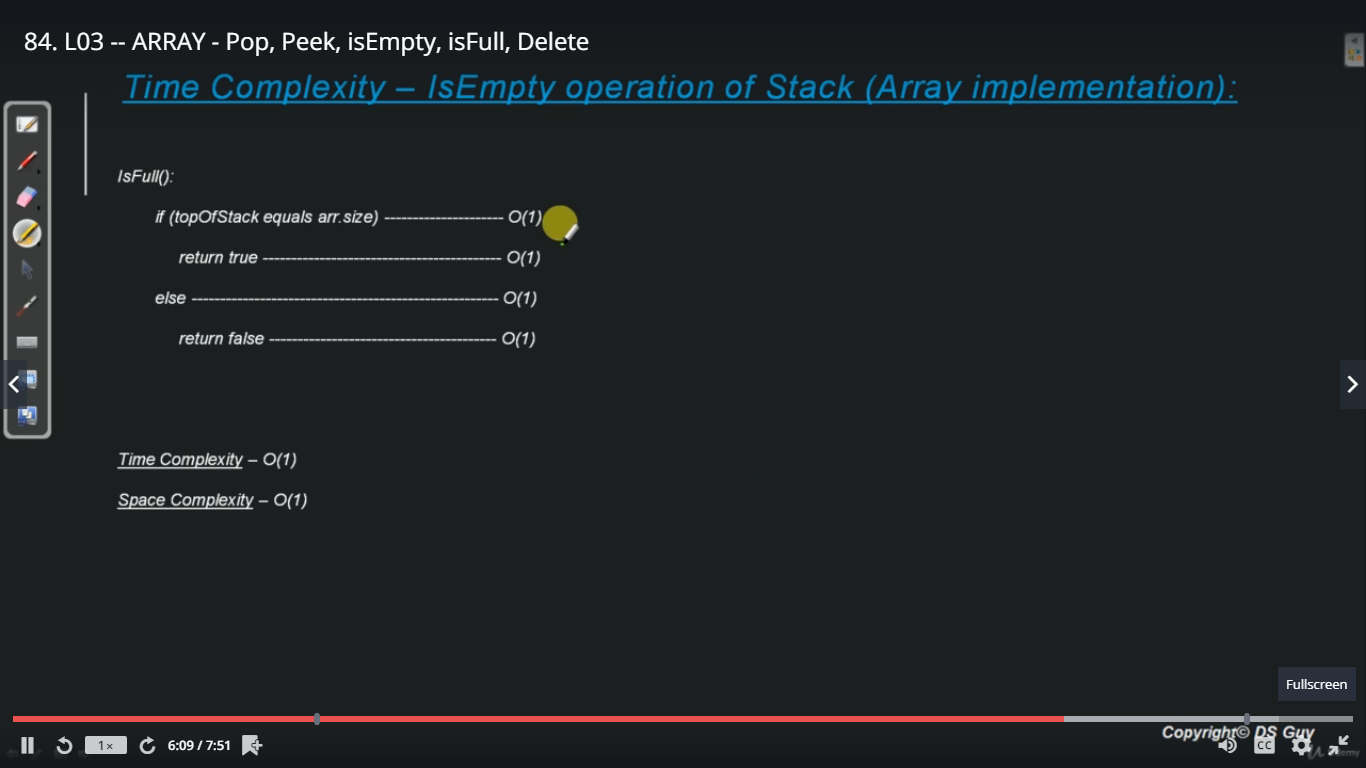 84. L03 -- ARRAY - Pop, Peek, isEmpty, isFull, Delete
Time Complexity – IsEmpty operation of Stack (Array implementation):
IsFull():
if (topOfStack equals arr.size) --------------------- O(1)
return true ------------------------------------------ O(1)
else ------------------------------------------------------ O(1)
return false ---------------------------------------- O(1)
Time Complexity – O(1)
Space Complexity – O(1)
Fullscreen
Copyright© DS Guy
1×
6:09 / 7:51
CC